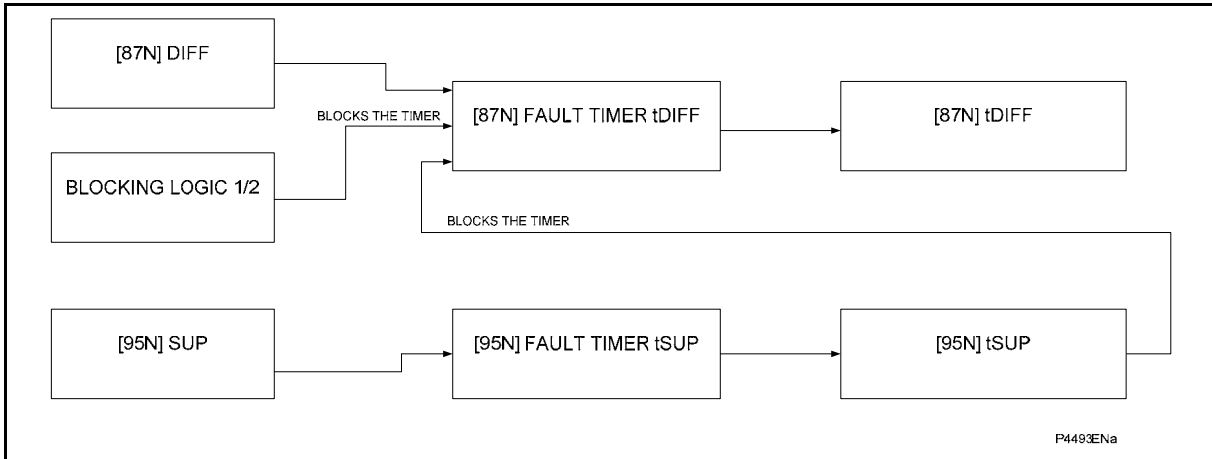 [87N] DIFF
[87N] FAULT TIMER tDIFF
[87N] tDIFF
BLOCKS THE TIMER
BLOCKING LOGIC 1/2
BLOCKS THE TIMER
[95N] SUP
[95N] FAULT TIMER tSUP
[95N] tSUP
P4493ENa